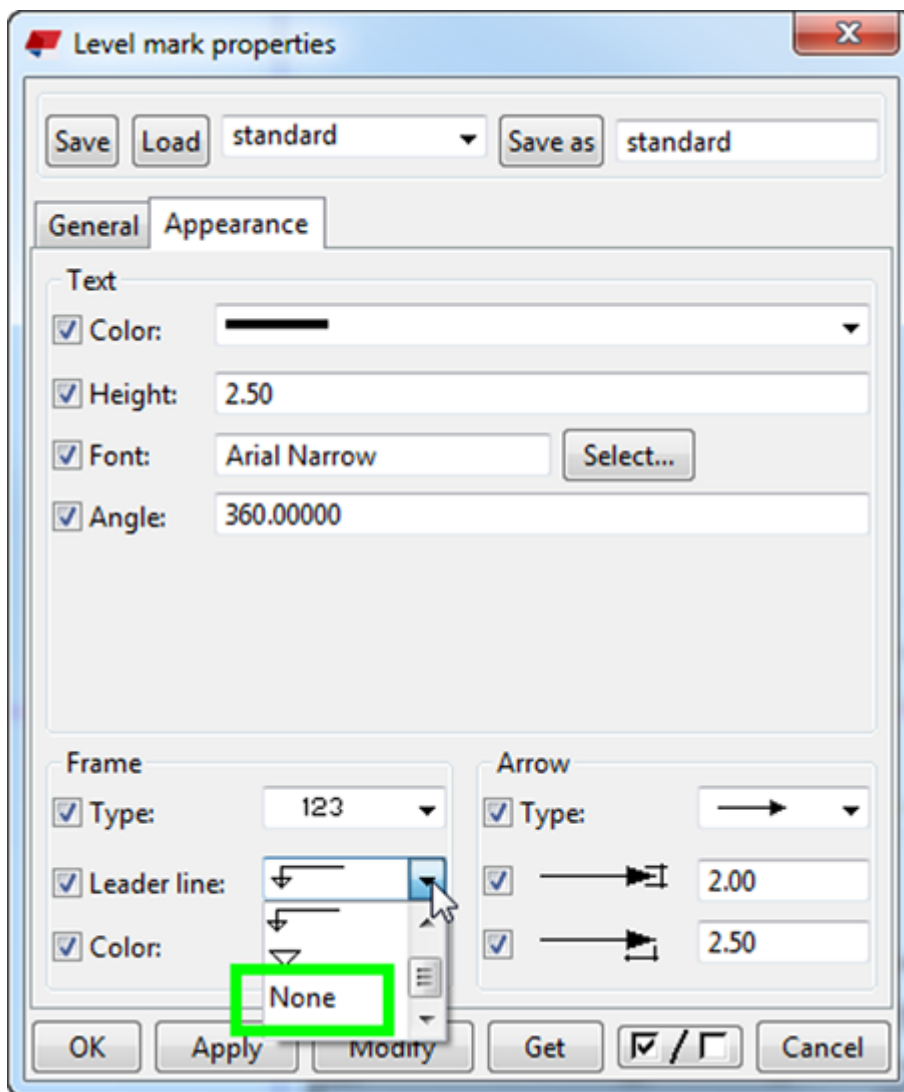 Level mark properties
Save Load standard Save as standard
General Appearance
Text
Color:
Height: 2.50
Font: Arial Narrow Select...
Angle: 360.00000
Frame Arrow
Type: 123 Type:
Leader line: 2.00
Color: 2.50
None
OK Apply Modify Get / Cancel